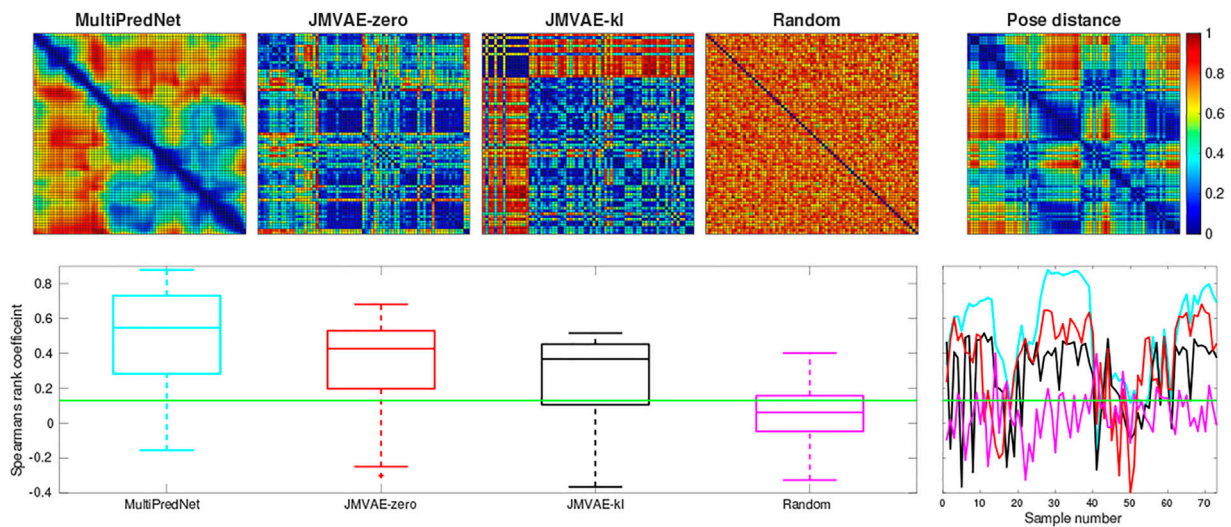 MultiPredNet JMVAE-zero JMVAE-kl Random Pose distance
1
0.8
0.6
0.4
0.2
0
Spearmans rank coefficeint
0.8
0.6
0.4
0.2
0
-0.2
-0.4
MultiPredNet JMVAE-zero JMVAE-kl Random
0 10 20 30 40 50 60 70
Sample number